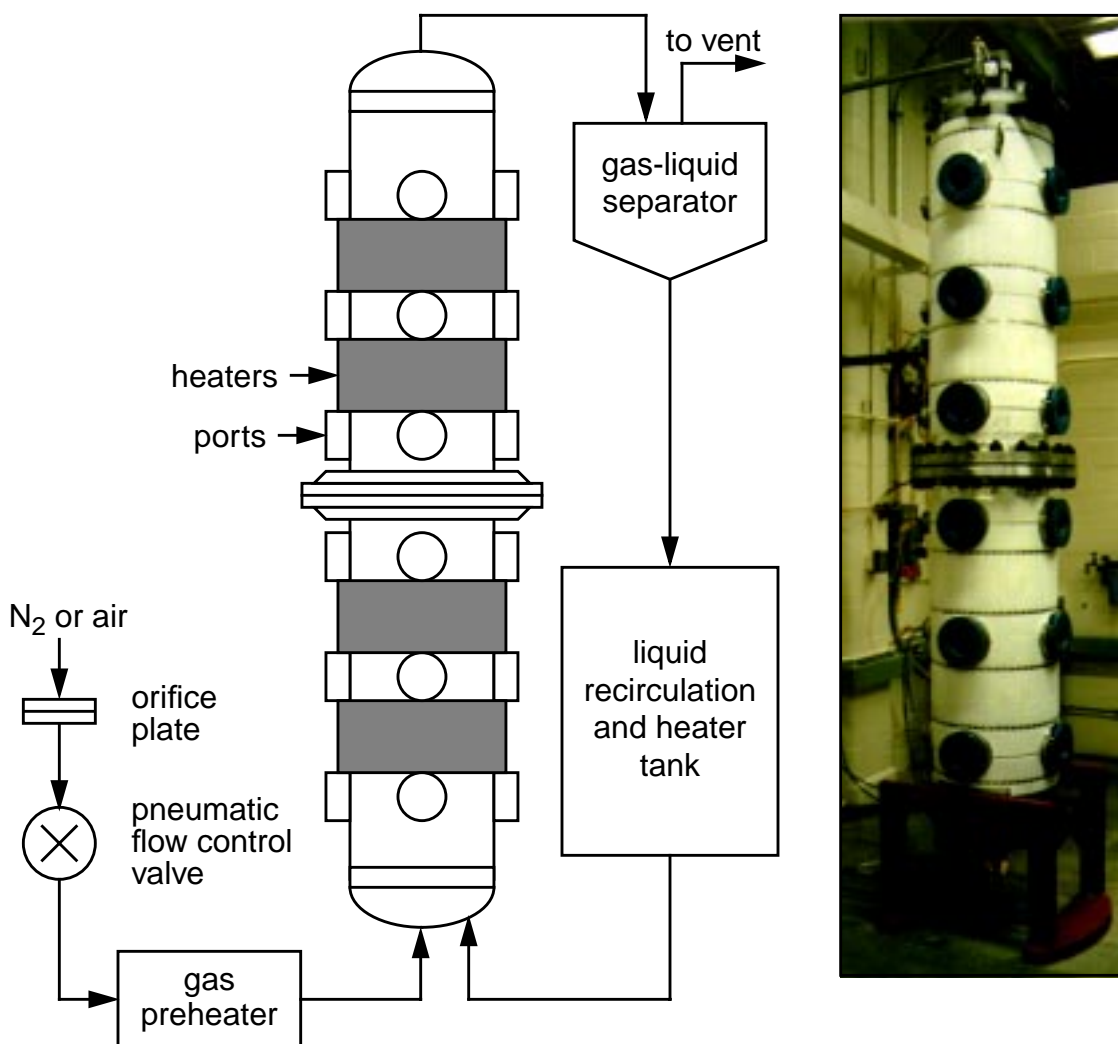 to vent
gas-liquid
separator
heaters
ports
N₂ or air
orifice
plate
pneumatic
flow control
valve
liquid
recirculation
and heater
tank
gas
preheater